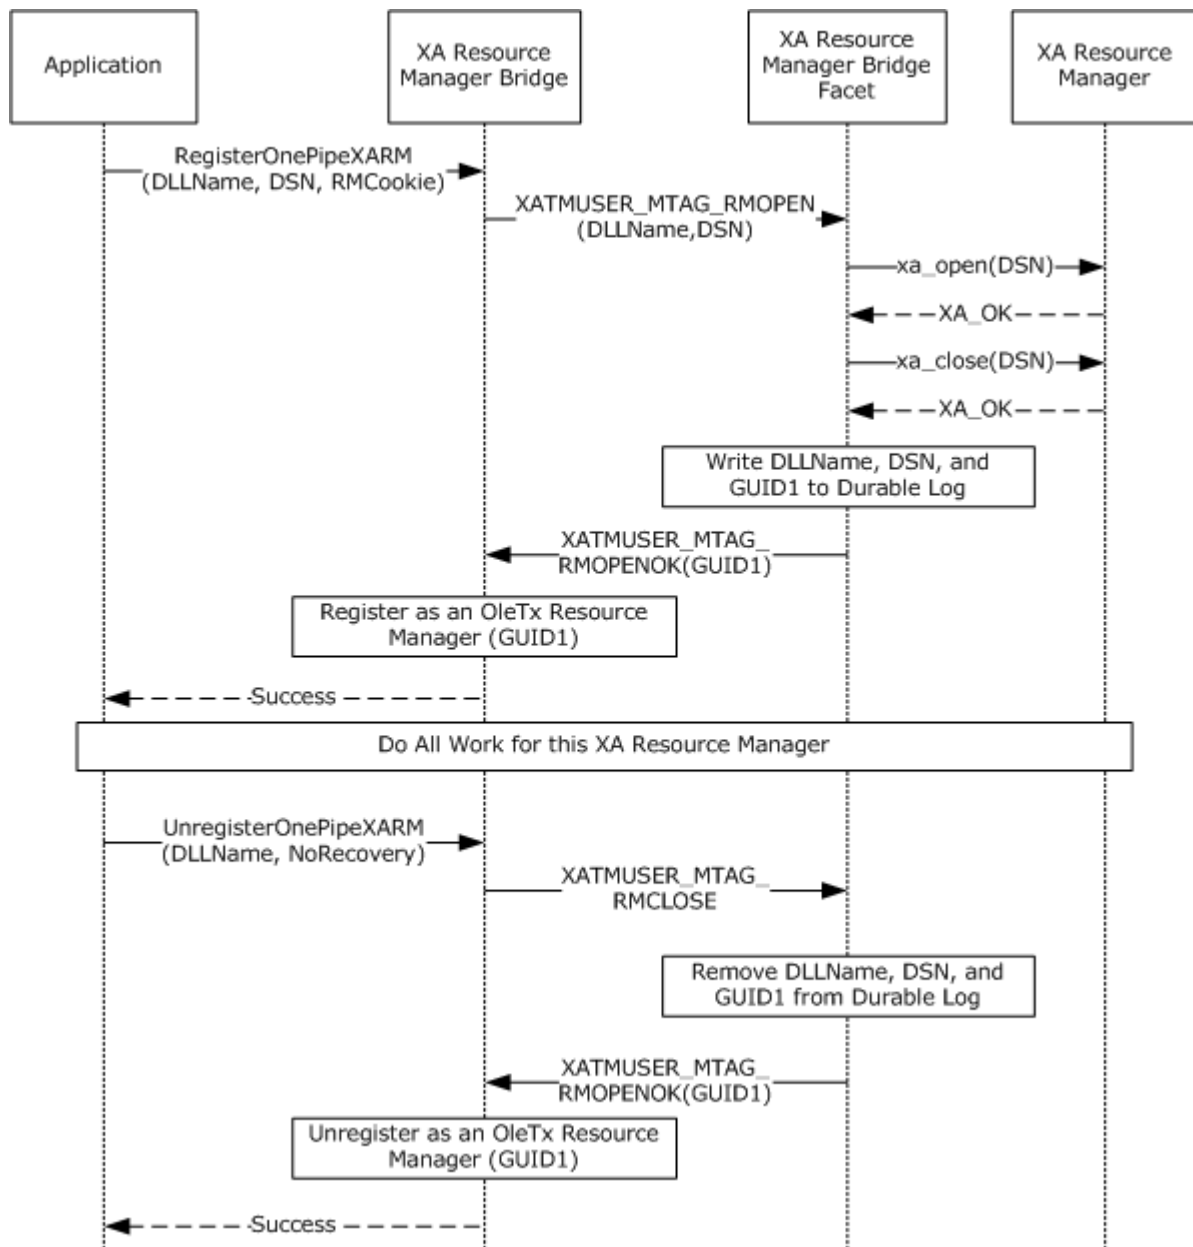 Application
XA Resource
Manager Bridge
XA Resource
Manager Bridge
Facet
XA Resource
Manager
RegisterOnePipeXARM
(DLLName, DSN, RMCookie)
XATMUSER_MTAG_RMOPEN
(DLLName,DSN)
xa_open(DSN)
XA_OK
xa_close(DSN)
XA_OK
Write DLLName, DSN, and
GUID1 to Durable Log
XATMUSER_MTAG_
RMOPENOK(GUID1)
Register as an OleTx Resource
Manager (GUID1)
Success
Do All Work for this XA Resource Manager
UnregisterOnePipeXARM
(DLLName, NoRecovery)
XATMUSER_MTAG_
RMCLOSE
Remove DLLName, DSN, and
GUID1 from Durable Log
XATMUSER_MTAG_
RMOPENOK(GUID1)
Unregister as an OleTx Resource
Manager (GUID1)
Success